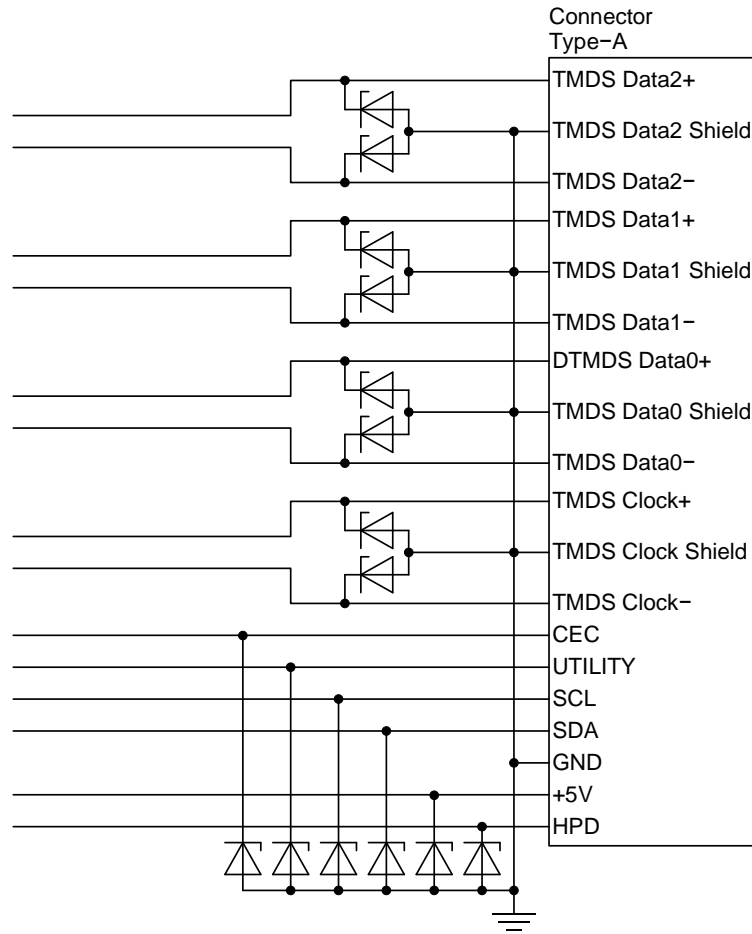 Connector
Type−A
TMDS Data2+
TMDS Data2 Shield
TMDS Data2−
TMDS Data1+
TMDS Data1 Shield
TMDS Data1−
DTMDS Data0+
TMDS Data0 Shield
TMDS Data0−
TMDS Clock+
TMDS Clock Shield
TMDS Clock−
CEC
UTILITY
SCL
SDA
GND
+5V
HPD